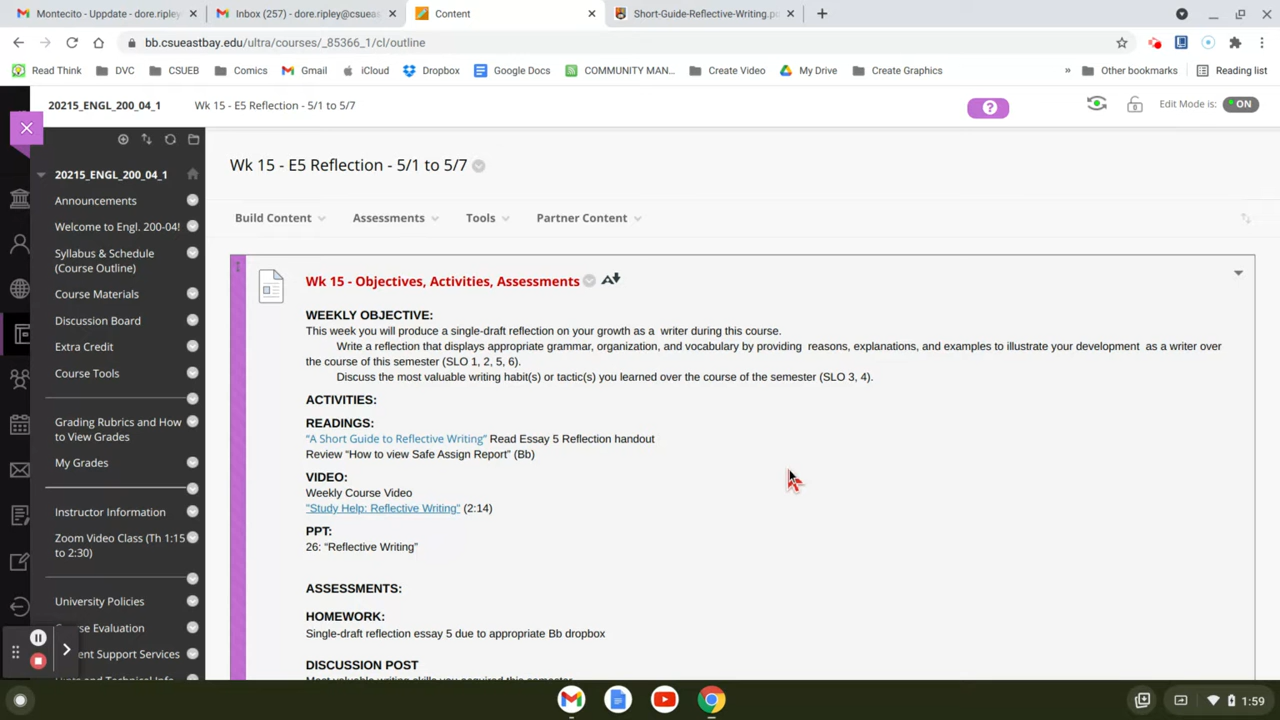 Montecito - Uppdate - dore.ripley
Inbox (257) - dore.ripley@csuea
Content
Short-Guide-Reflective-Writing.p
bb.csueastbay.edu/ultra/courses/_85366_1/cl/outline
Read Think
DVC
CSUEB
Comics
Gmail
iCloud
Dropbox
Google Docs
COMMUNITY MAN...
Create Video
My Drive
Create Graphics
»
Other bookmarks
Reading list
20215_ENGL_200_04_1
Wk 15 - E5 Reflection - 5/1 to 5/7
?
Edit Mode is: ON
20215_ENGL_200_04_1
Announcements
Welcome to Engl. 200-04!
Syllabus & Schedule
(Course Outline)
Course Materials
Discussion Board
Extra Credit
Course Tools
Grading Rubrics and How
to View Grades
My Grades
Instructor Information
Zoom Video Class (Th 1:15
to 2:30)
University Policies
Course Evaluation
Support Services
Wk 15 - E5 Reflection - 5/1 to 5/7
Build Content
Assessments
Tools
Partner Content
Wk 15 - Objectives, Activities, Assessments
WEEKLY OBJECTIVE:
This week you will produce a single-draft reflection on your growth as a writer during this course.
Write a reflection that displays appropriate grammar, organization, and vocabulary by providing reasons, explanations, and examples to illustrate your development as a writer over
the course of this semester (SLO 1, 2, 5, 6).
Discuss the most valuable writing habit(s) or tactic(s) you learned over the course of the semester (SLO 3, 4).
ACTIVITIES:
READINGS:
“A Short Guide to Reflective Writing” Read Essay 5 Reflection handout
Review “How to view Safe Assign Report” (Bb)
VIDEO:
Weekly Course Video
"Study Help: Reflective Writing" (2:14)
PPT:
26: “Reflective Writing”
ASSESSMENTS:
HOMEWORK:
Single-draft reflection essay 5 due to appropriate Bb dropbox
DISCUSSION POST
Most valuable writing skills you acquired this semester
1:59